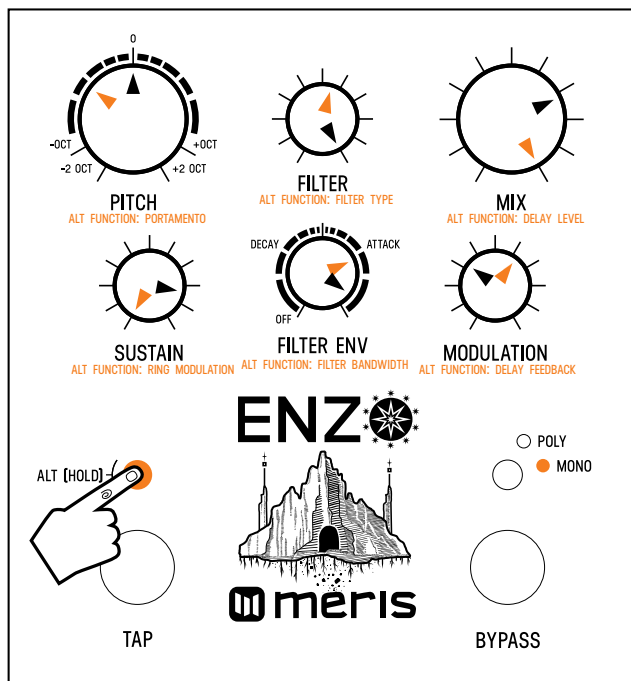 0
-OCT
+OCT
-2 OCT
+2 OCT
PITCH
ALT FUNCTION: PORTAMENTO
FILTER
ALT FUNCTION: FILTER TYPE
MIX
ALT FUNCTION: DELAY LEVEL
DECAY
ATTACK
OFF
SUSTAIN
ALT FUNCTION: RING MODULATION
FILTER ENV
ALT FUNCTION: FILTER BANDWIDTH
MODULATION
ALT FUNCTION: DELAY FEEDBACK
ENZO
POLY
MONO
ALT (HOLD)
meris
TAP
BYPASS